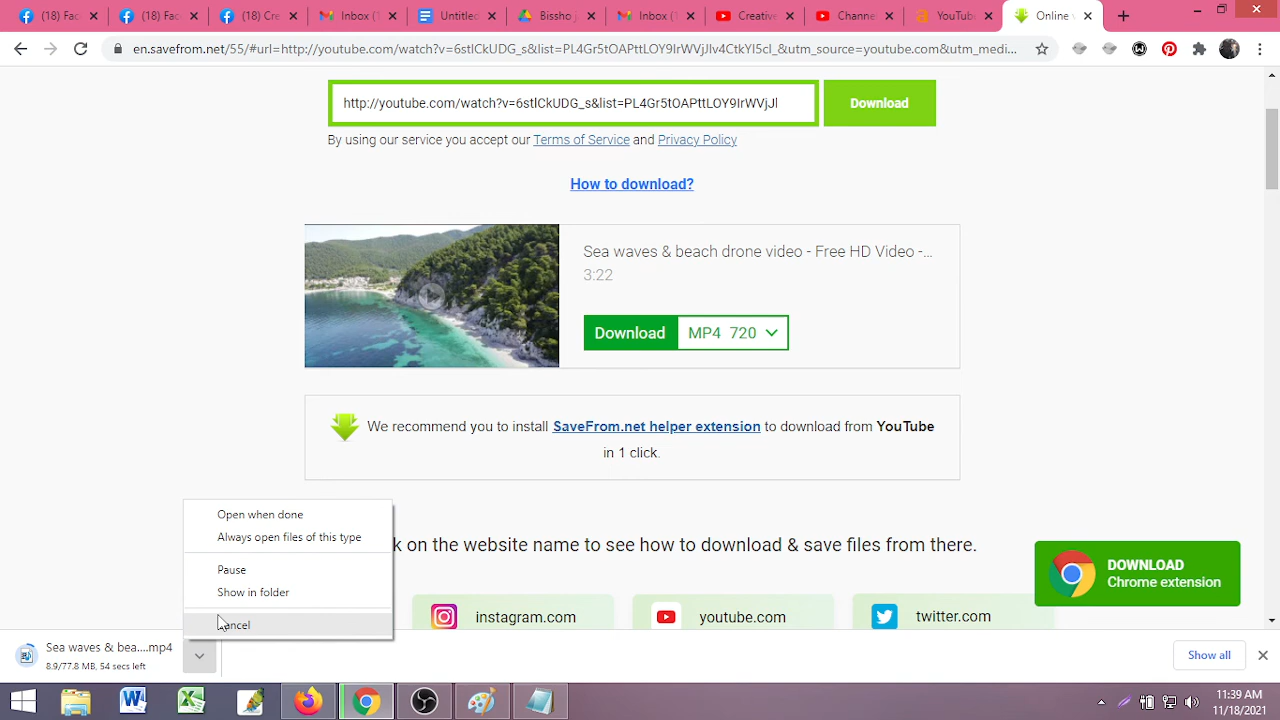 (18) Fac
(18) Fac
(18) Cre
Inbox (1
Untitled
Bissho
Inbox (1
Creative
Channel
YouTube
Online v
en.savefrom.net/55/#url=http://youtube.com/watch?v=6stlCkUDG_s&list=PL4Gr5tOAPttLOY9IrWVjJlv4CtkYI5cl_&utm_source=youtube.com&utm_medi...
http://youtube.com/watch?v=6stlCkUDG_s&list=PL4Gr5tOAPttLOY9IrWVjJl
Download
By using our service you accept our Terms of Service and Privacy Policy
How to download?
Sea waves & beach drone video - Free HD Video -...
3:22
Download MP4 720
We recommend you to install SaveFrom.net helper extension to download from YouTube
in 1 click.
Open when done
Always open files of this type
Pause
Show in folder
Cancel
k on the website name to see how to download & save files from there.
DOWNLOAD
Chrome extension
instagram.com
youtube.com
twitter.com
Sea waves & bea....mp4
8.9/77.8 MB, 54 secs left
Show all
11:39 AM
11/18/2021